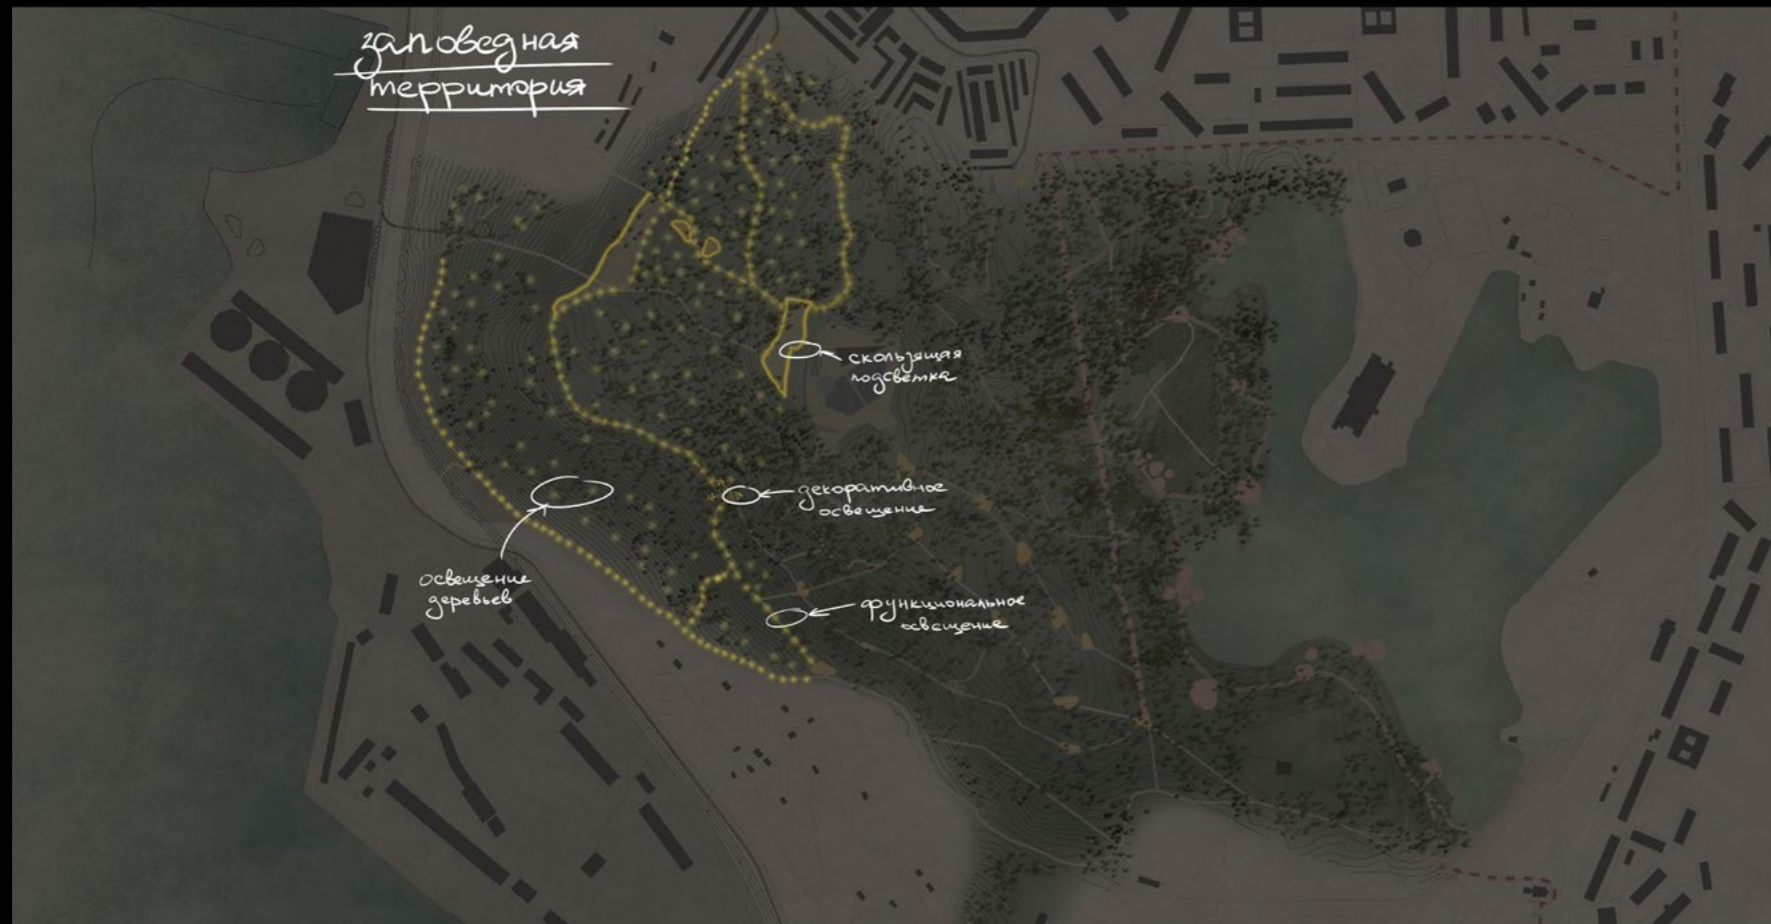 заповедная
территория
скользящая
подсветка
декоративное
освещение
освещение
деревьев
функциональное
освещение